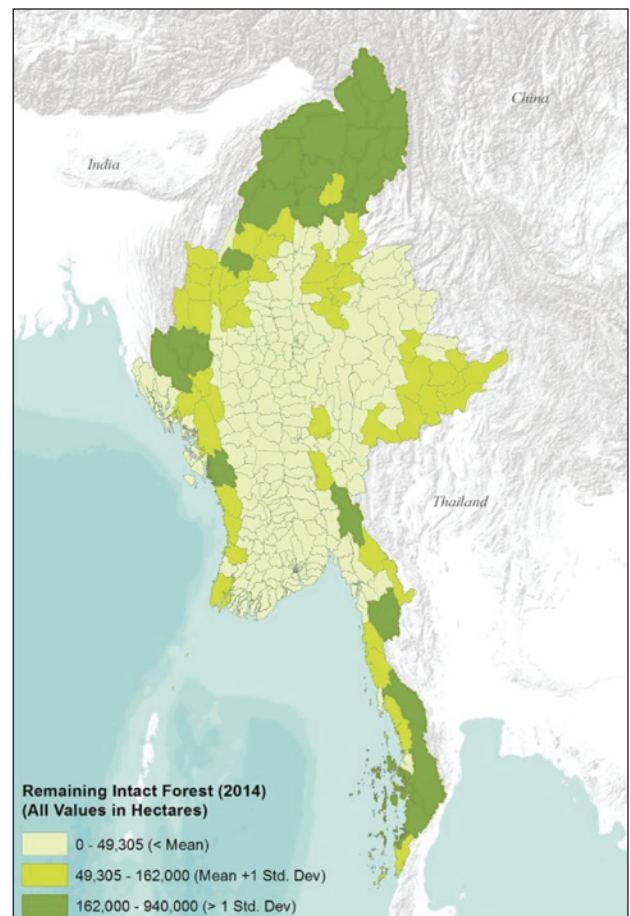 China
India
Thailand
Remaining Intact Forest (2014)
(All Values in Hectares)
0 - 49,305 (< Mean)
49,305 - 162,000 (Mean +1 Std. Dev)
162,000 - 940,000 (> 1 Std. Dev)